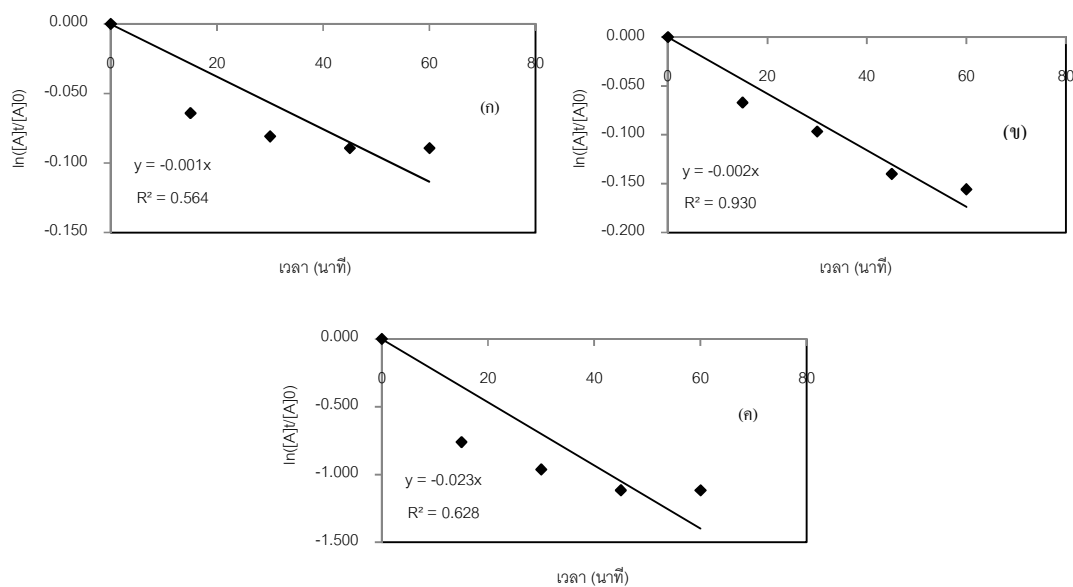 0.000
-0.050
-0.100
-0.150
0 20 40 60 80
ln([A]t/[A]0)
(ก)
y = -0.001x
R² = 0.564
เวลา (นาที)
0.000
-0.050
-0.100
-0.150
-0.200
0 20 40 60 80
ln([A]t/[A]0)
(ข)
y = -0.002x
R² = 0.930
เวลา (นาที)
0.000
-0.500
-1.000
-1.500
0 20 40 60 80
ln([A]t/[A]0)
(ค)
y = -0.023x
R² = 0.628
เวลา (นาที)